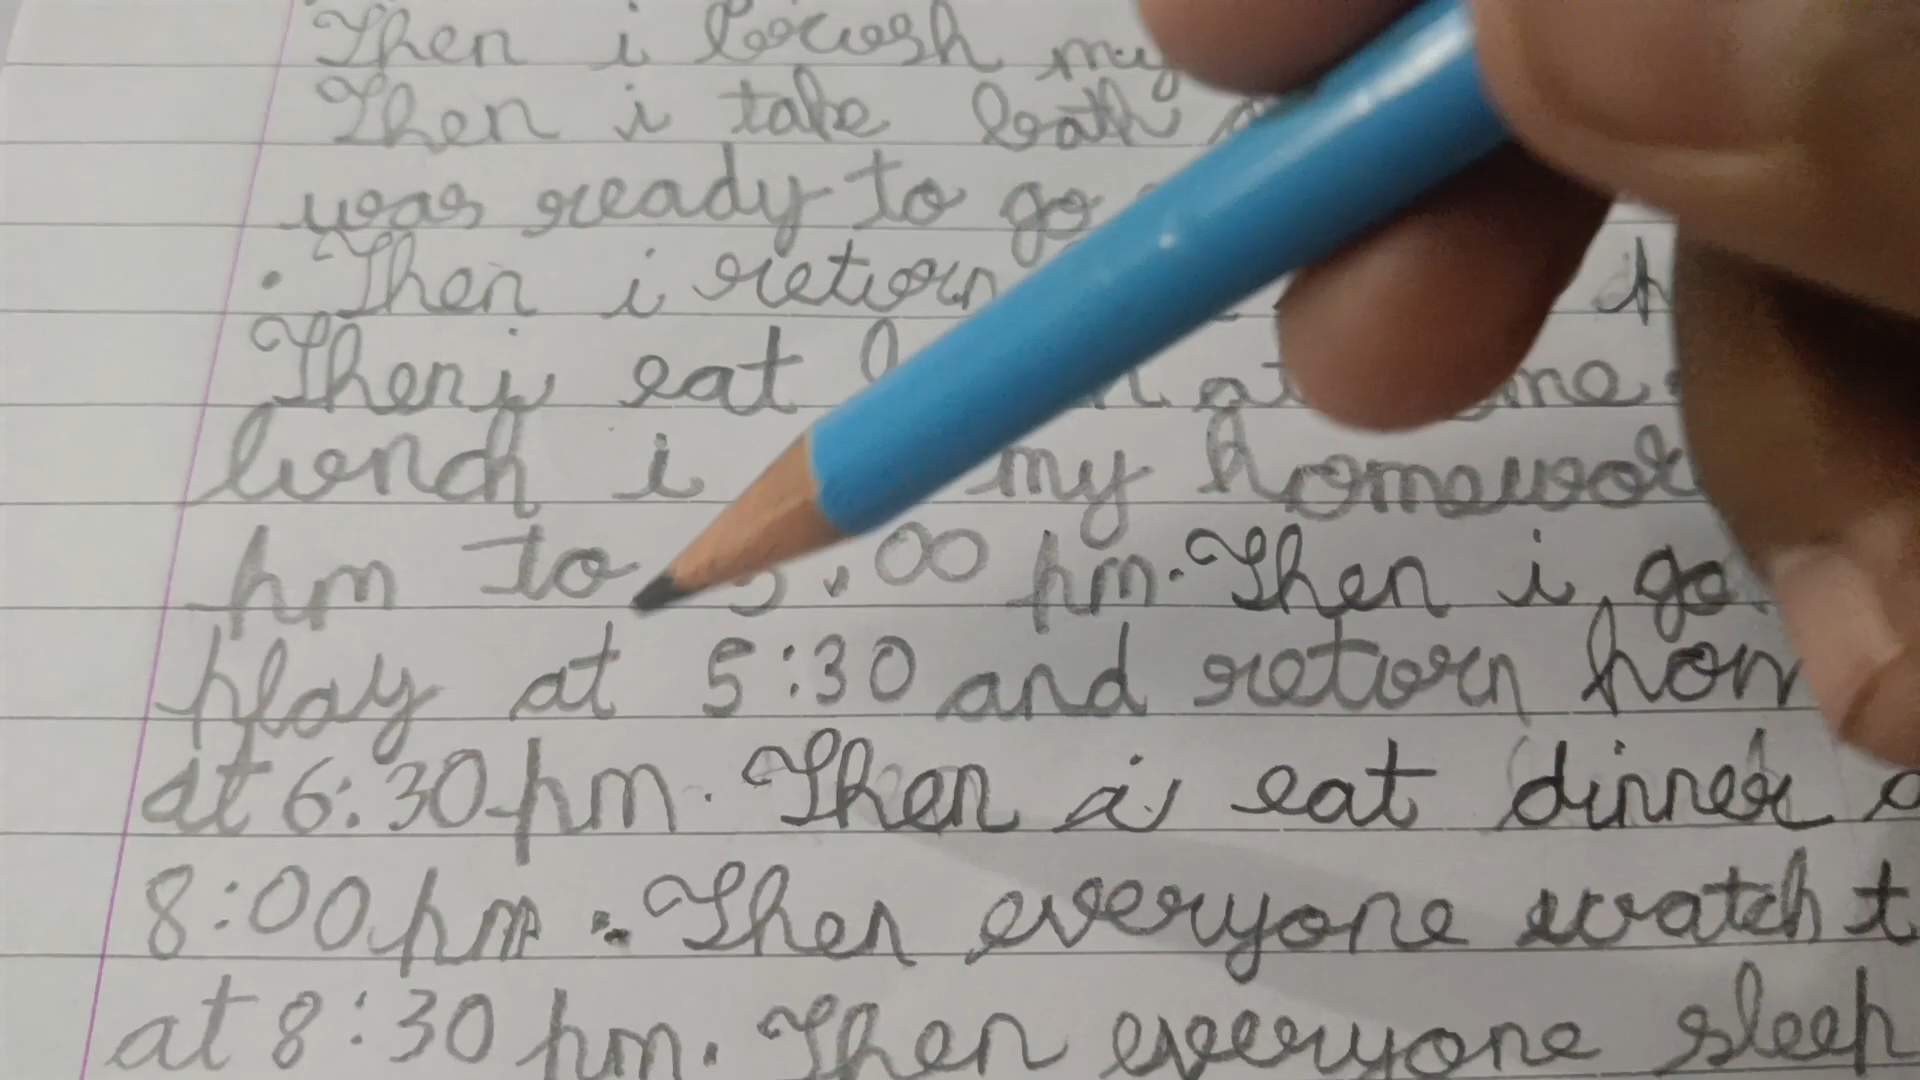 Then i brush my
Then i take bath
was ready to go
. Then i return
Then i eat at
lunch i my homework
pm to :00 pm. Then i go
play at 5:30 and return hom
at 6:30 pm. Then i eat dinner
8:00 pm. Then everyone watch t
at 8:30 pm. Then everyone sleep